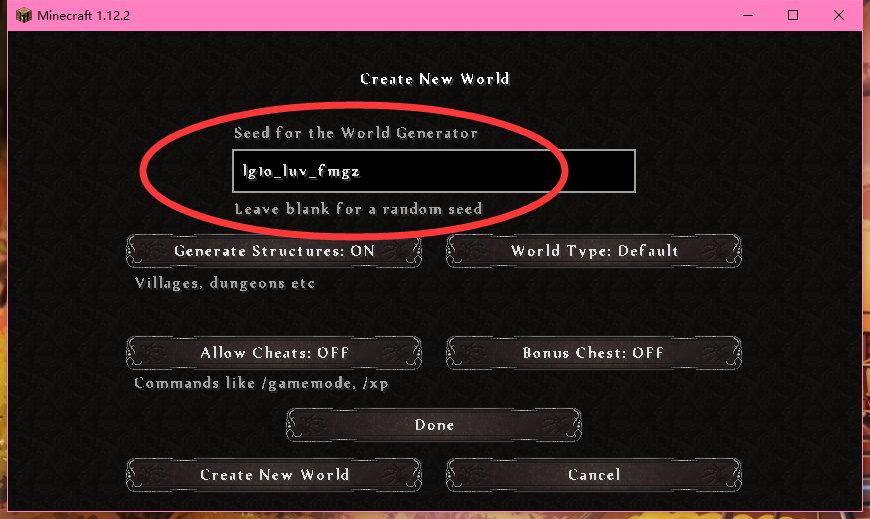 Minecraft 1.12.2
Create New World
Seed for the World Generator
lg10_luv_fmgz
Leave blank for a random seed
Generate Structures: ON
World Type: Default
Villages, dungeons etc
Allow Cheats: OFF
Bonus Chest: OFF
Commands like /gamemode, /xp
Done
Create New World
Cancel